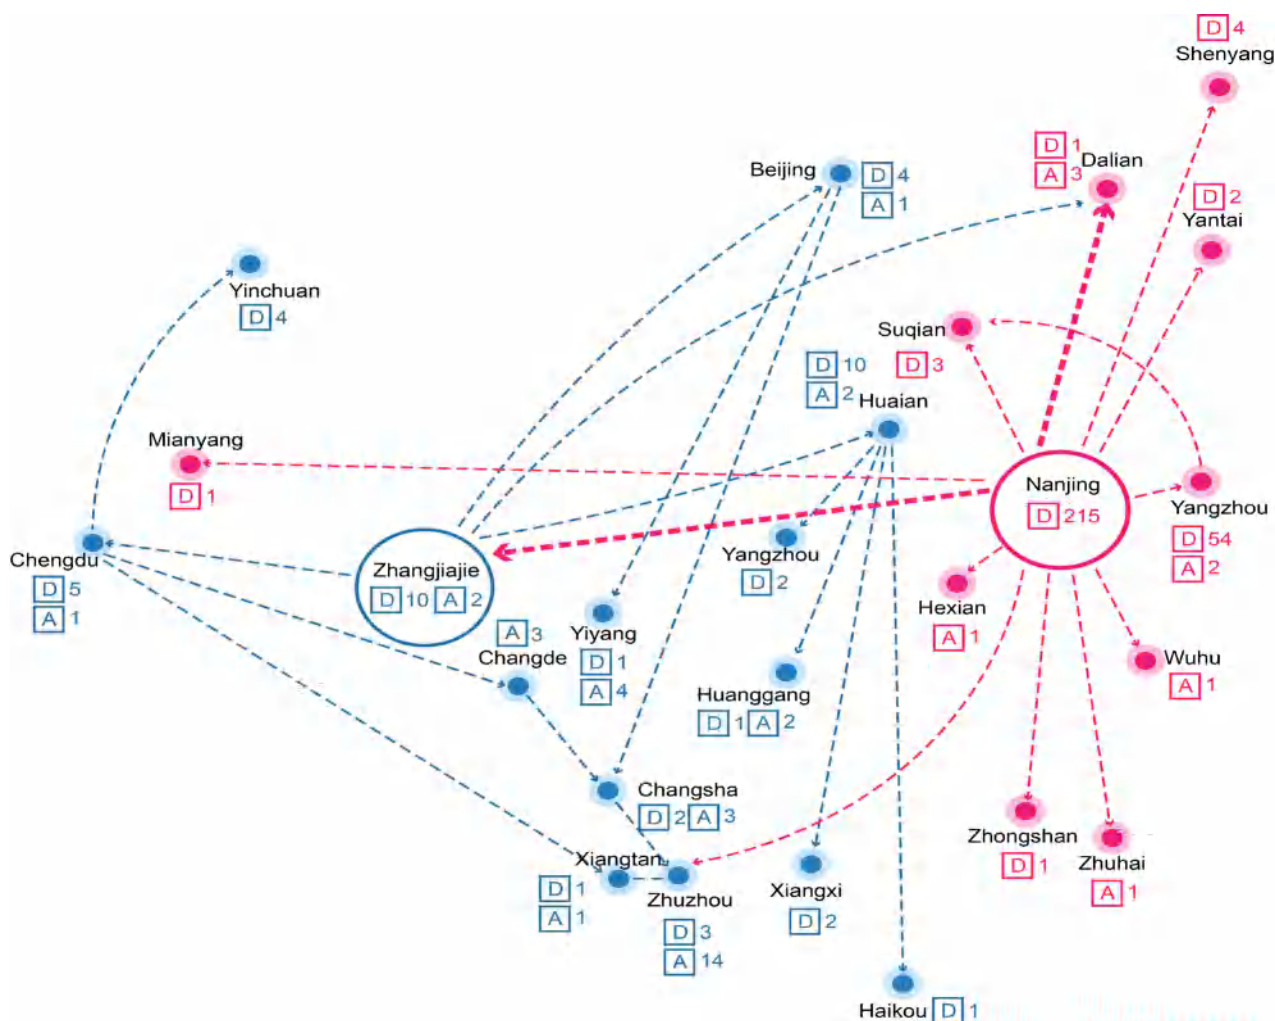 D 4
Shenyang
D 1
A 3
Dalian
Beijing
D 4
A 1
D 2
Yantai
Yinchuan
D 4
Suqian
D 3
D 10
A 2
Huaian
Mianyang
D 1
Nanjing
D 215
Yangzhou
D 54
A 2
Chengdu
D 5
A 1
Zhangjiajie
D 10 A 2
Yangzhou
D 2
Hexian
A 1
A 3
Changde
Yiyang
D 1
A 4
Huanggang
D 1 A 2
Wuhu
A 1
Changsha
D 2 A 3
Zhongshan
D 1
Zhuhai
A 1
Xiangtan
D 1
A 1
Zhuzhou
D 3
A 14
Xiangxi
D 2
Haikou D 1